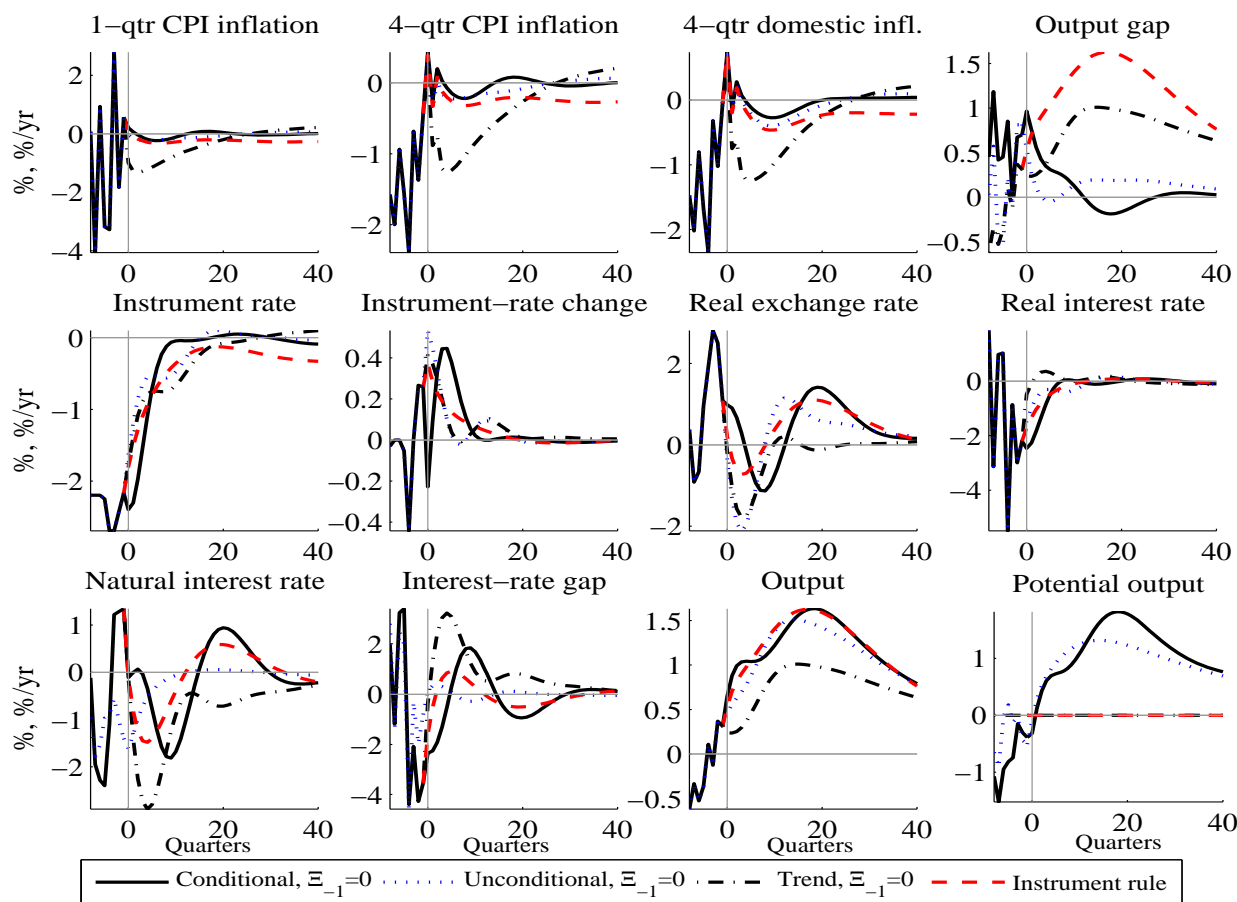 1−qtr CPI inflation 4−qtr CPI inflation 4−qtr domestic infl. Output gap
%, %/yr
2
0
−2
−4
0 20 40
0
−1
−2
0 20 40
0
−1
−2
0 20 40
1.5
1
0.5
0
−0.5
0 20 40
Instrument rate Instrument−rate change Real exchange rate Real interest rate
%, %/yr
0
−1
−2
0 20 40
0.4
0.2
0
−0.2
−0.4
0 20 40
2
0
−2
0 20 40
0
−2
−4
0 20 40
Natural interest rate Interest−rate gap Output Potential output
%, %/yr
1
0
−1
−2
0 20 40
Quarters
2
0
−2
−4
0 20 40
Quarters
1.5
1
0.5
0
−0.5
0 20 40
Quarters
1
0
−1
0 20 40
Quarters
Conditional, Ξ−1=0 Unconditional, Ξ−1=0 Trend, Ξ−1=0 Instrument rule